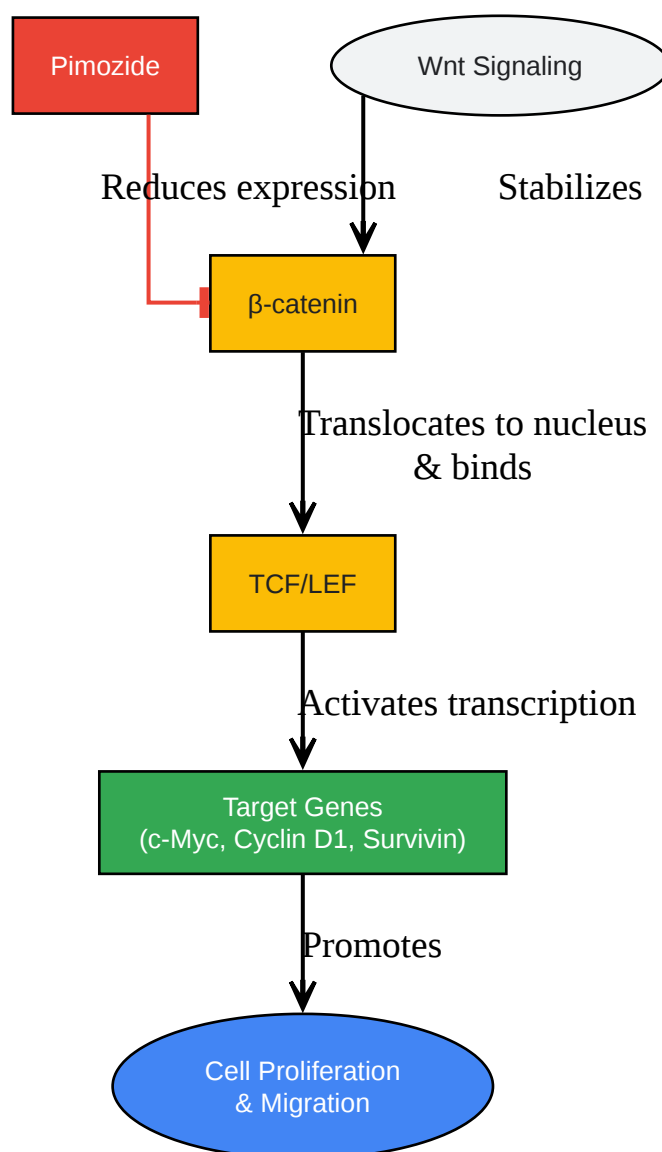 Pimozide
Wnt Signaling
Reduces expression
Stabilizes
β-catenin
Translocates to nucleus
& binds
TCF/LEF
Activates transcription
Target Genes
(c-Myc, Cyclin D1, Survivin)
Promotes
Cell Proliferation
& Migration